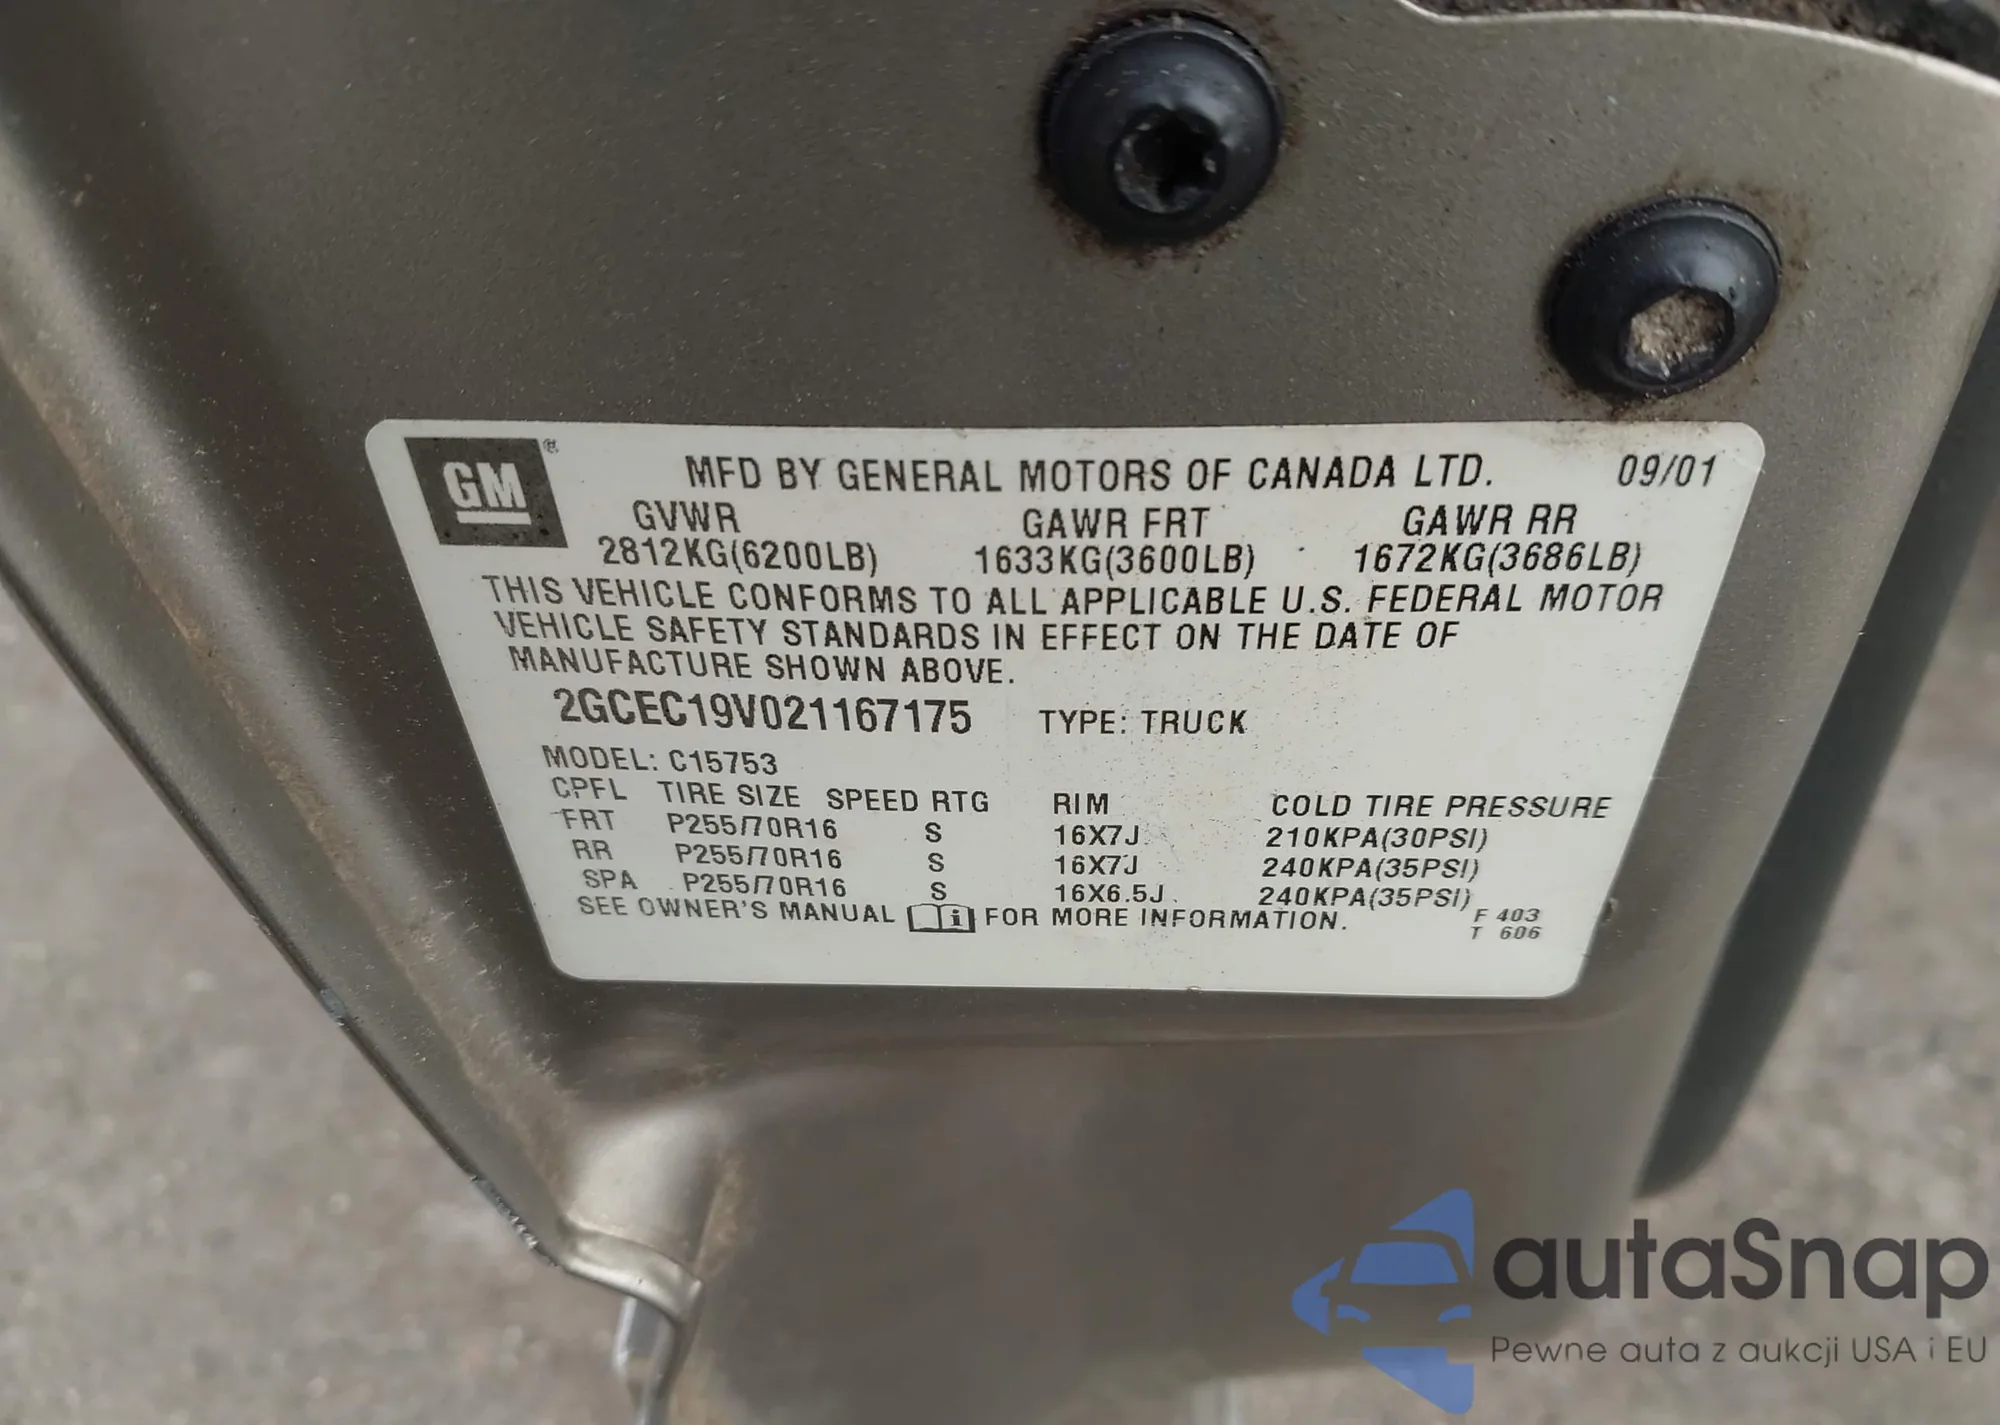 GM ®
MFD BY GENERAL MOTORS OF CANADA LTD. 09/01
GVWR GAWR FRT GAWR RR
2812KG(6200LB) 1633KG(3600LB) 1672KG(3686LB)
THIS VEHICLE CONFORMS TO ALL APPLICABLE U.S. FEDERAL MOTOR
VEHICLE SAFETY STANDARDS IN EFFECT ON THE DATE OF
MANUFACTURE SHOWN ABOVE.
2GCEC19V021167175 TYPE: TRUCK
MODEL: C15753
CPFL TIRE SIZE SPEED RTG RIM COLD TIRE PRESSURE
FRT P255/70R16 S 16X7J 210KPA(30PSI)
RR P255/70R16 S 16X7J 240KPA(35PSI)
SPA P255/70R16 S 16X6.5J 240KPA(35PSI)
SEE OWNER'S MANUAL i FOR MORE INFORMATION.
F 403
T 606
autaSnap
Pewne auta z aukcji USA i EU